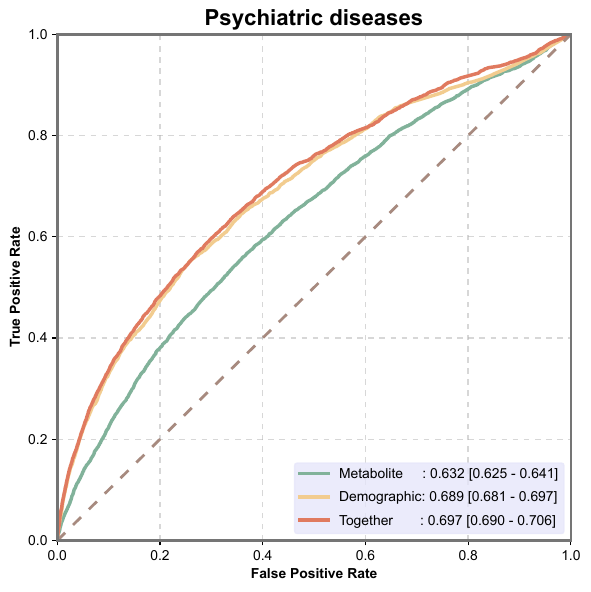 Psychiatric diseases
1.0
0.8
0.6
0.4
0.2
0.0
True Positive Rate
Metabolite : 0.632 [0.625 - 0.641]
Demographic: 0.689 [0.681 - 0.697]
Together : 0.697 [0.690 - 0.706]
0.0 0.2 0.4 0.6 0.8 1.0
False Positive Rate